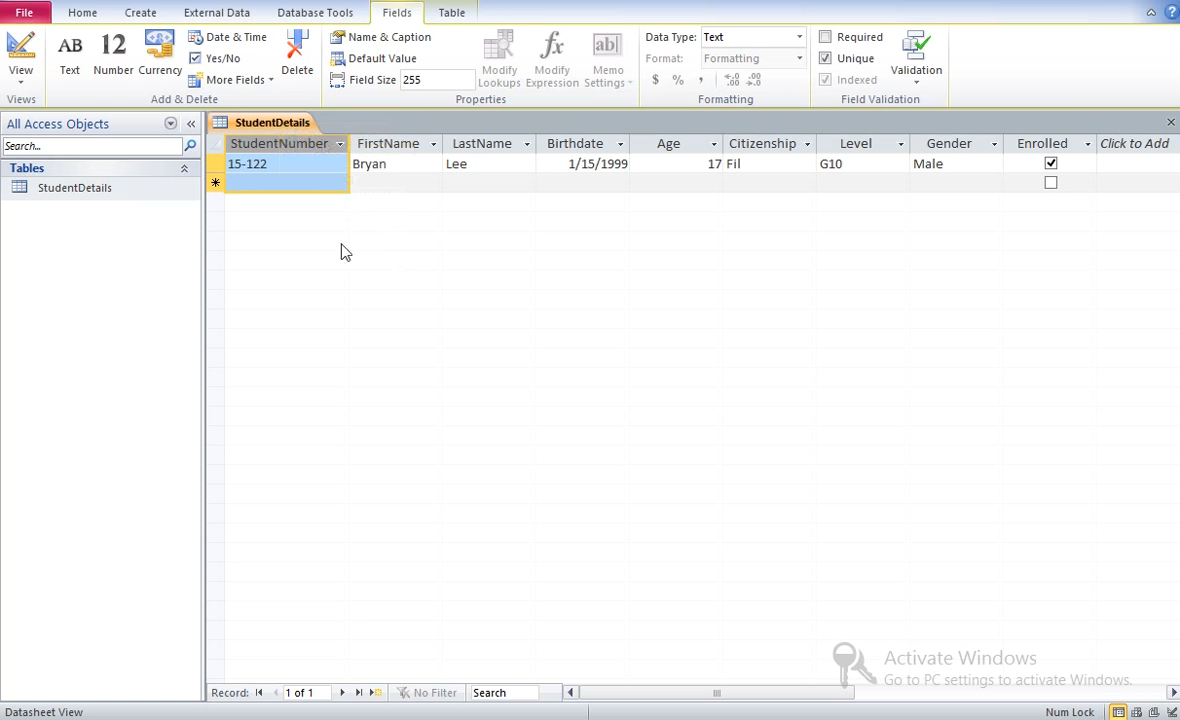 File Home Create External Data Database Tools Fields Table
AB 12 Date & Time Name & Caption fx ab Data Type: Text Required
Yes/No Default Value Format: Formatting Unique
View Text Number Currency More Fields Delete Field Size 255 Modify Lookups Modify Expression Memo Settings $ % , Indexed Validation
Views Add & Delete Properties Formatting Field Validation
All Access Objects « StudentDetails
Search...
StudentNumber FirstName LastName Birthdate Age Citizenship Level Gender Enrolled Click to Add
Tables 15-122 Bryan Lee 1/15/1999 17 Fil G10 Male
StudentDetails
Activate Windows
Go to PC settings to activate Windows.
Record: 1 of 1 No Filter Search
Datasheet View Num Lock